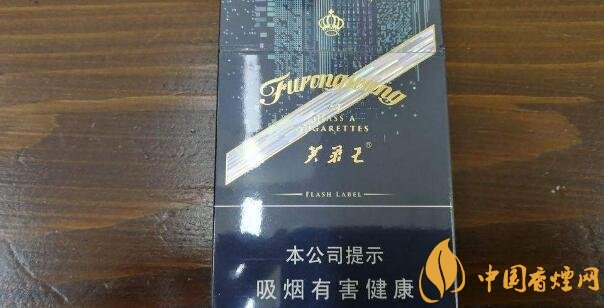 Furongwang
CLASS A
CIGARETTES
芙蓉王®
FLASH LABEL
本公司提示
吸烟有害健康
中国香烟网